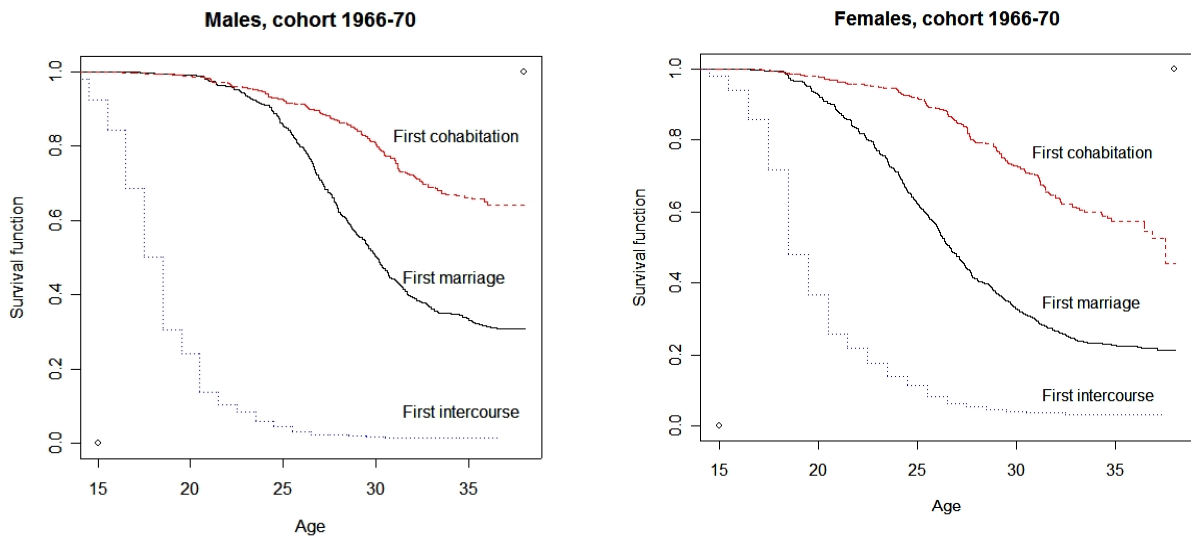 Males, cohort 1966-70
Survival function
1.0
0.8
0.6
0.4
0.2
0.0
First cohabitation
First marriage
First intercourse
15 20 25 30 35
Age
Females, cohort 1966-70
Survival function
1.0
0.8
0.6
0.4
0.2
0.0
First cohabitation
First marriage
First intercourse
15 20 25 30 35
Age